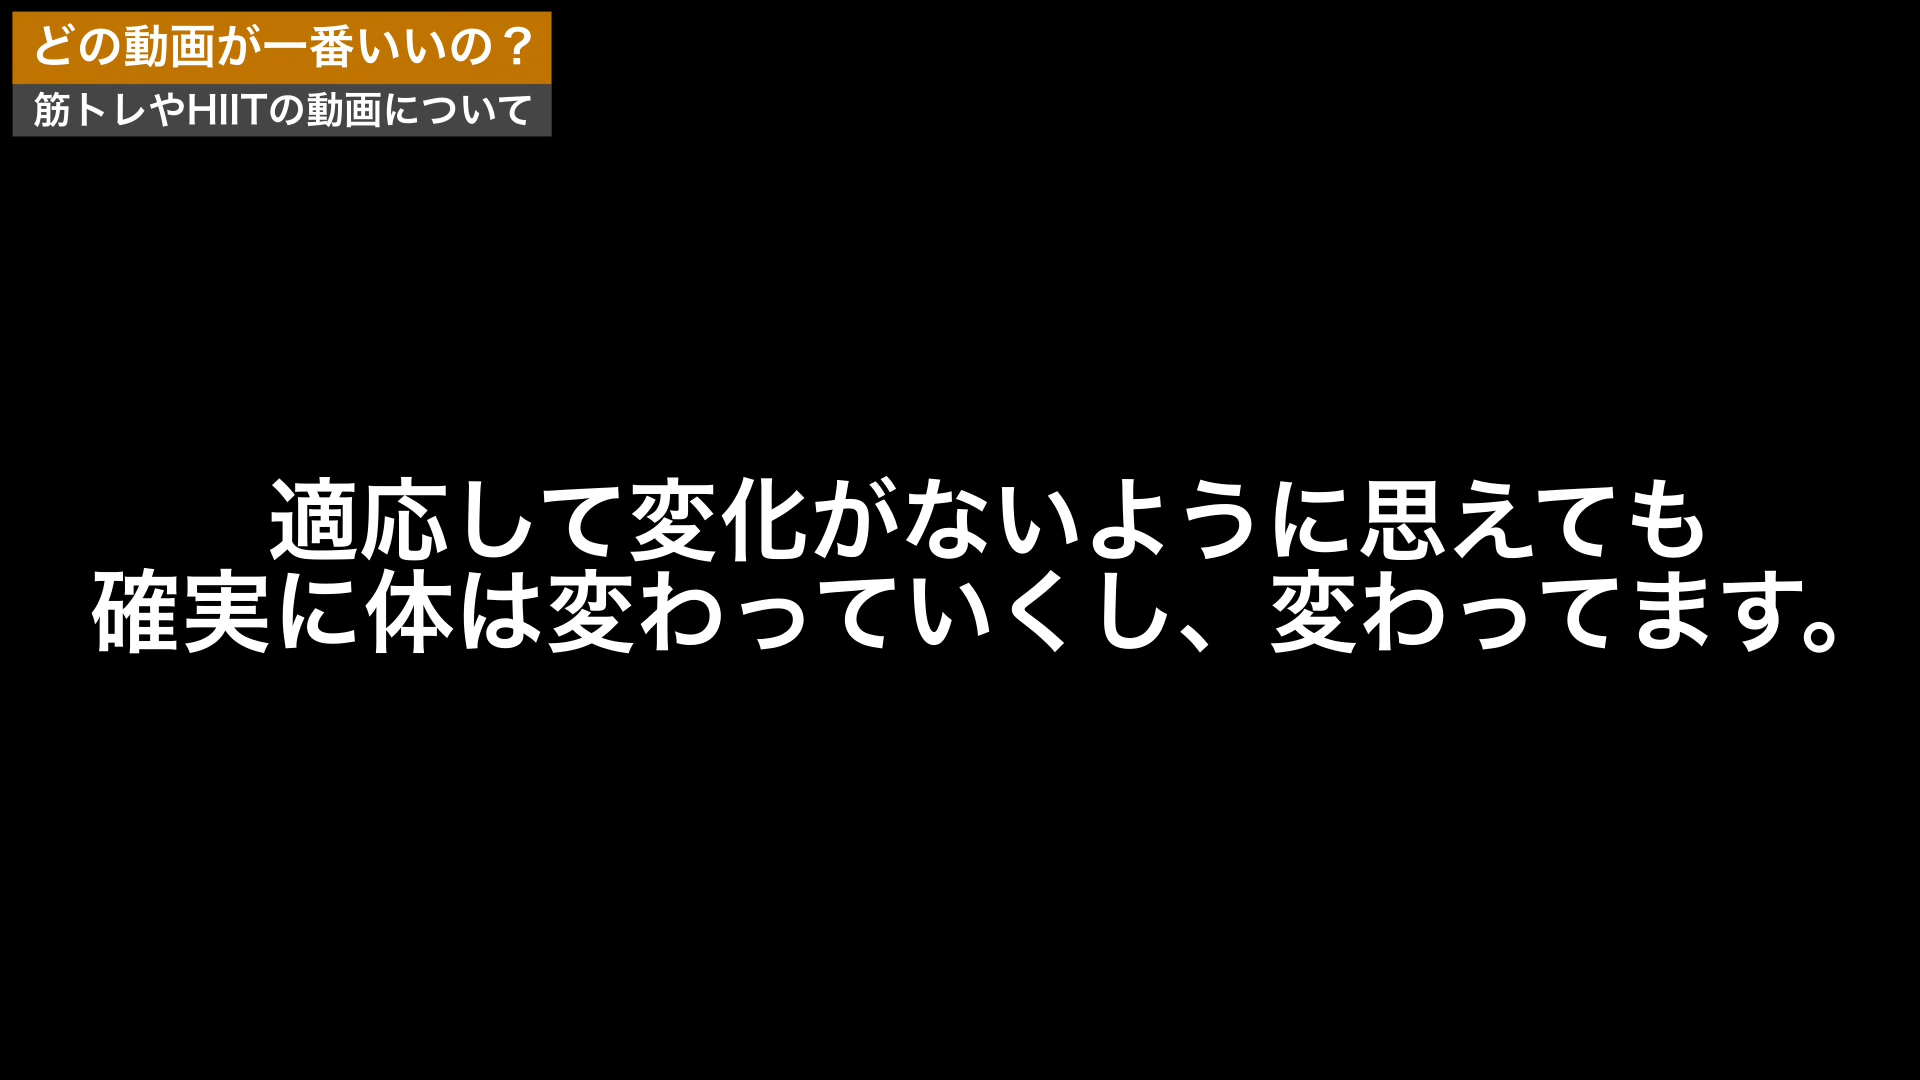 どの動画が一番いいの？
筋トレやHIITの動画について
適応して変化がないように思えても
確実に体は変わっていくし、変わってます。